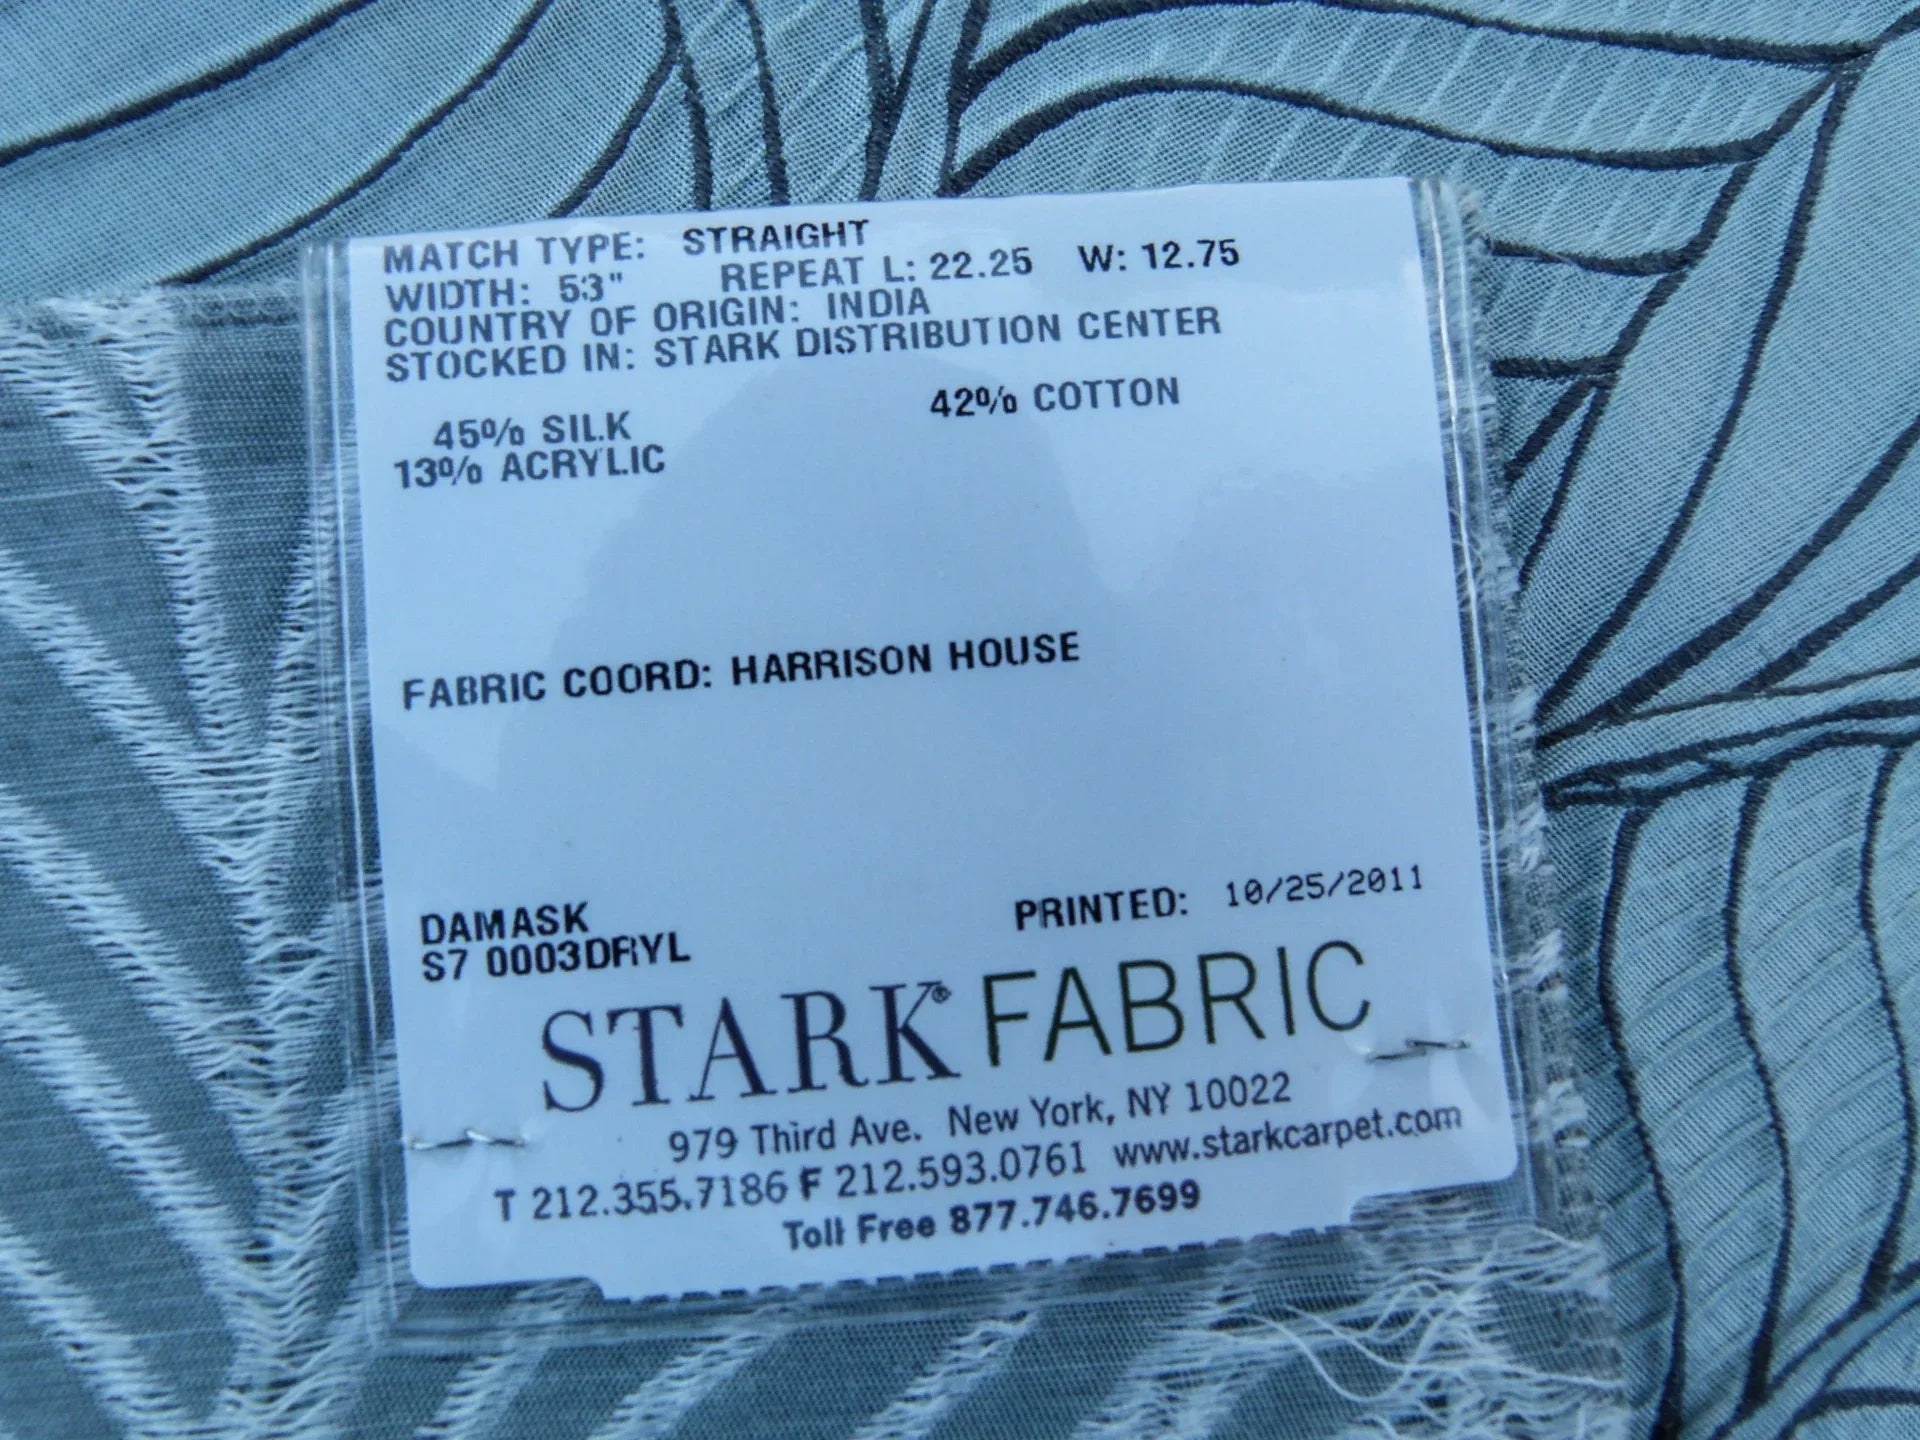 MATCH TYPE: STRAIGHT
WIDTH: 53" REPEAT L: 22.25 W: 12.75
COUNTRY OF ORIGIN: INDIA
STOCKED IN: STARK DISTRIBUTION CENTER
45% SILK 42% COTTON
13% ACRYLIC
FABRIC COORD: HARRISON HOUSE
DAMASK PRINTED: 10/25/2011
S7 0003DRYL
STARK® FABRIC
979 Third Ave. New York, NY 10022
T 212.355.7186 F 212.593.0761 www.starkcarpet.com
Toll Free 877.746.7699